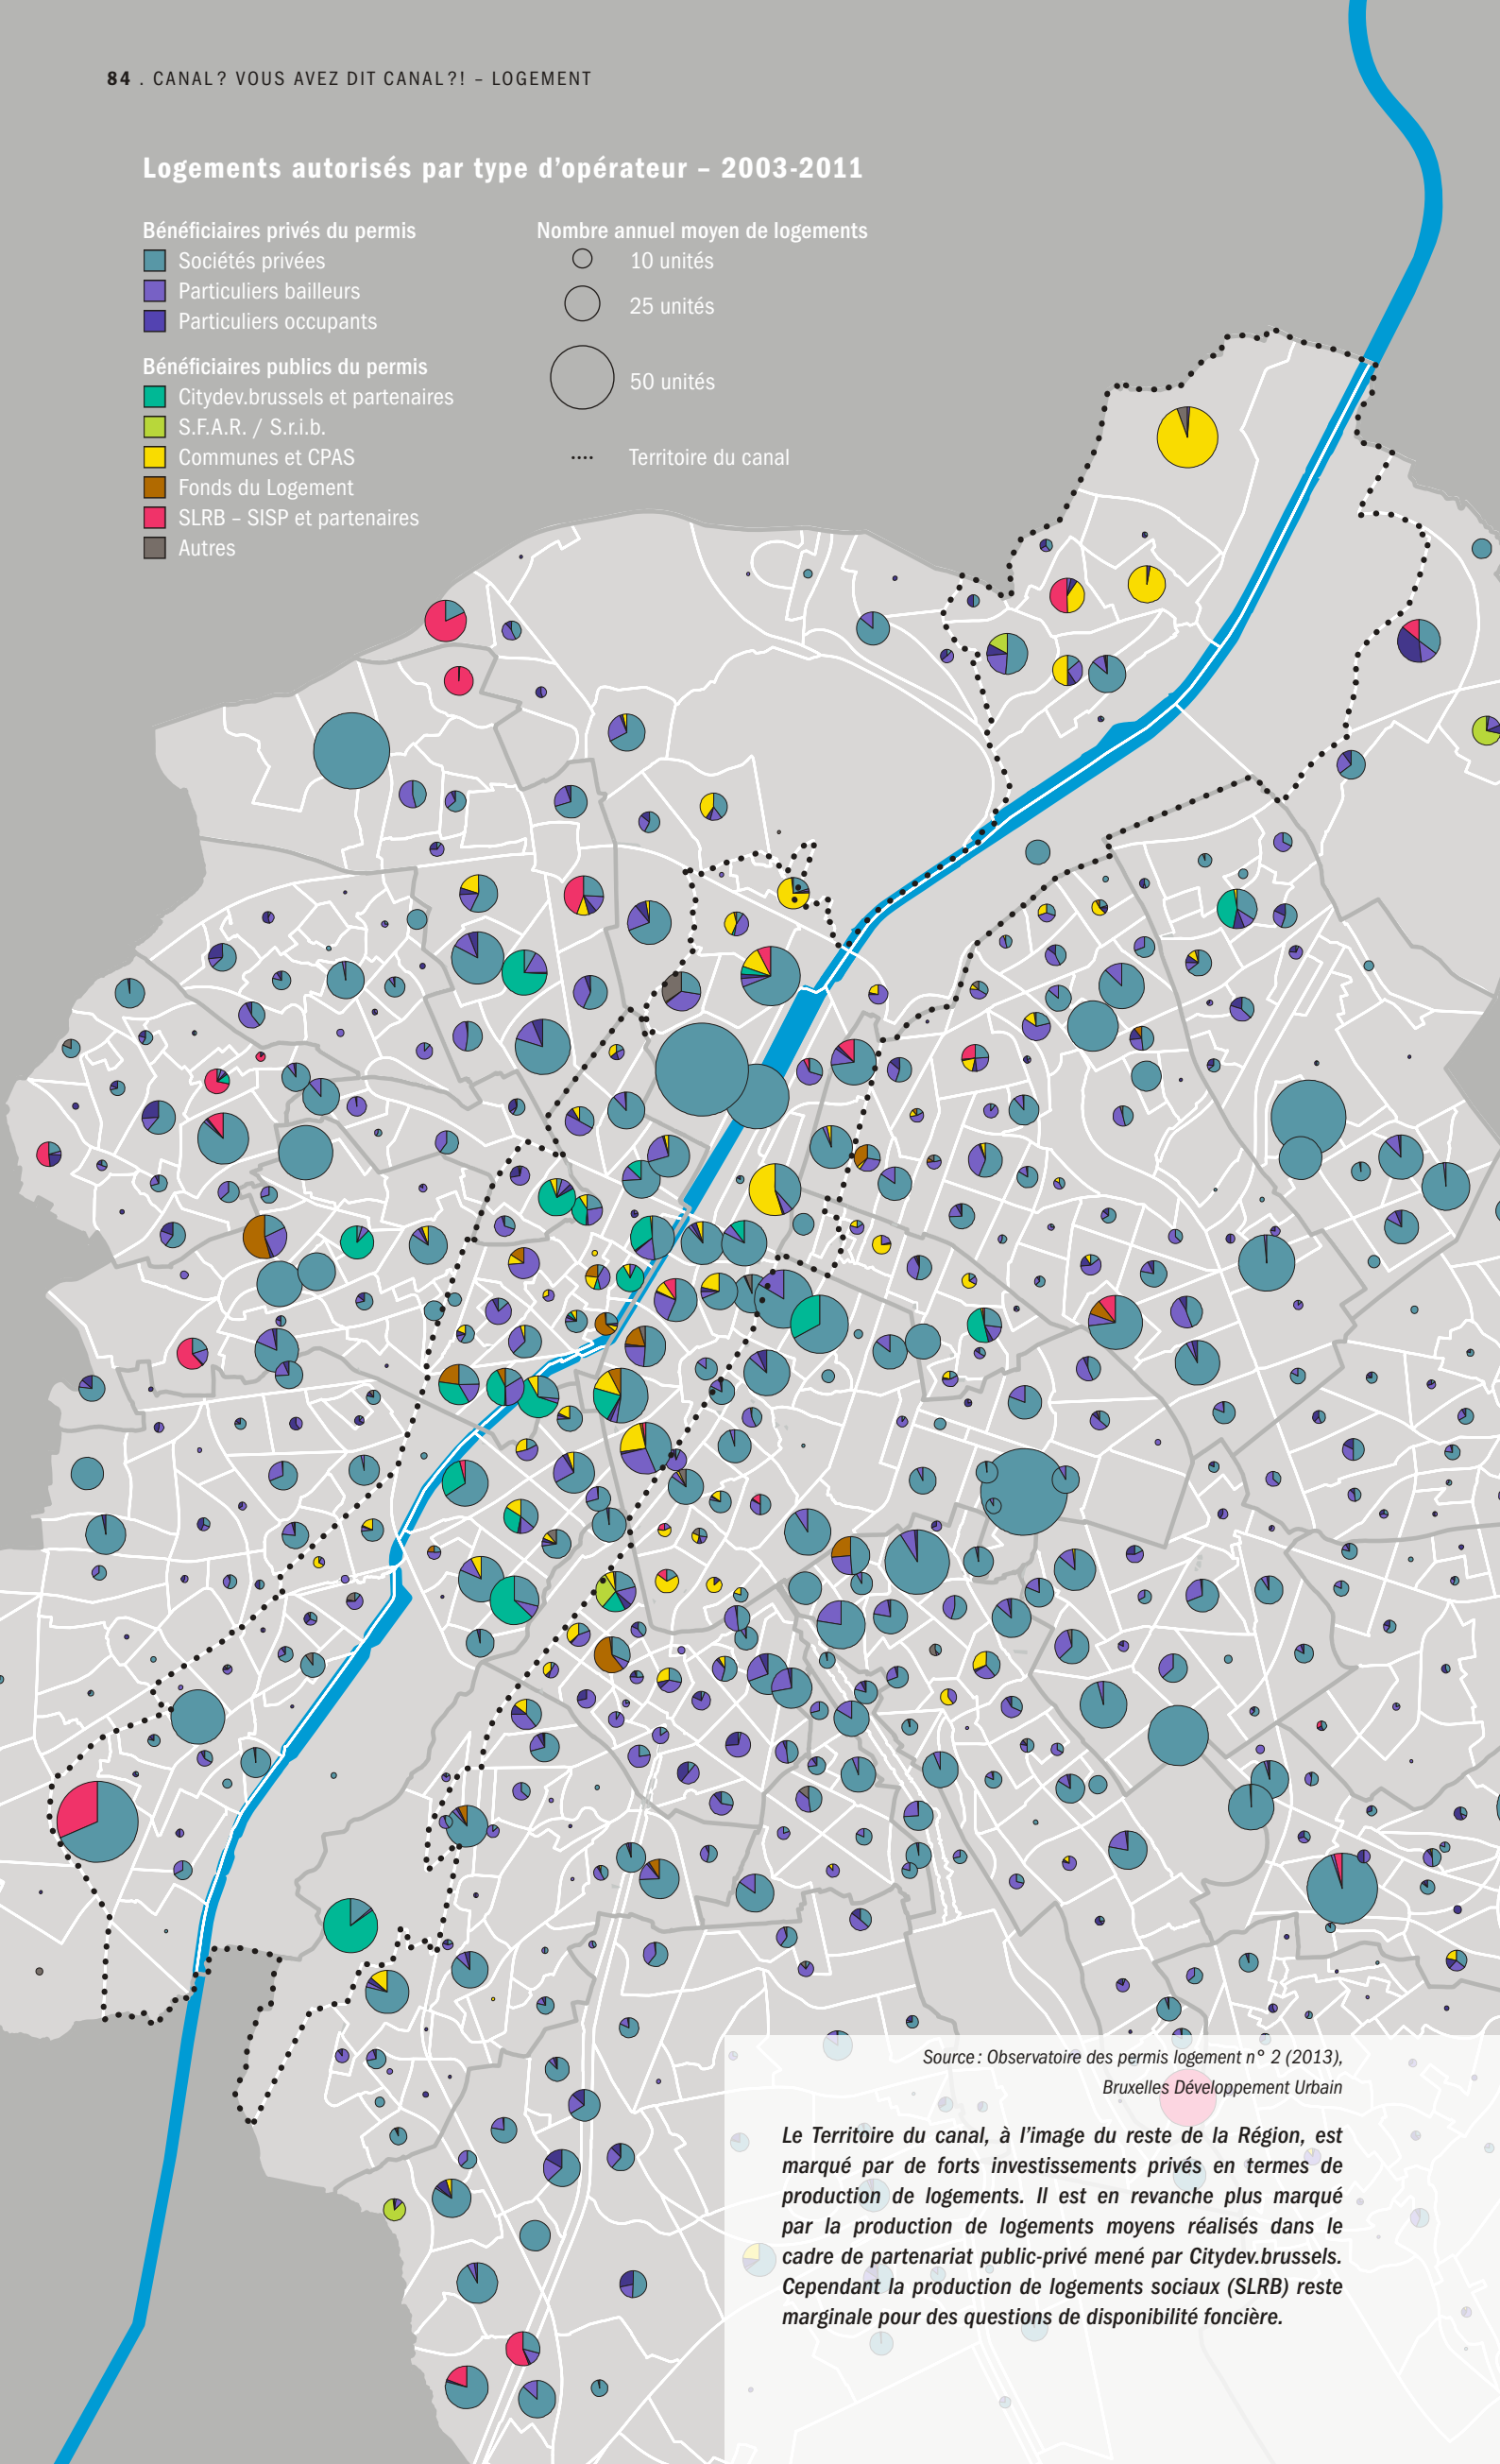 84 . CANAL ? VOUS AVEZ DIT CANAL ?! – LOGEMENT
Logements autorisés par type d’opérateur – 2003-2011
Bénéficiaires privés du permis
Sociétés privées
Particuliers bailleurs
Particuliers occupants
Bénéficiaires publics du permis
Citydev.brussels et partenaires
S.F.A.R. / S.r.i.b.
Communes et CPAS
Fonds du Logement
SLRB – SISP et partenaires
Autres
Nombre annuel moyen de logements
10 unités
25 unités
50 unités
Territoire du canal
Source : Observatoire des permis logement n° 2 (2013),
Bruxelles Développement Urbain
Le Territoire du canal, à l’image du reste de la Région, est
marqué par de forts investissements privés en termes de
production de logements. Il est en revanche plus marqué
par la production de logements moyens réalisés dans le
cadre de partenariat public-privé mené par Citydev.brussels.
Cependant la production de logements sociaux (SLRB) reste
marginale pour des questions de disponibilité foncière.